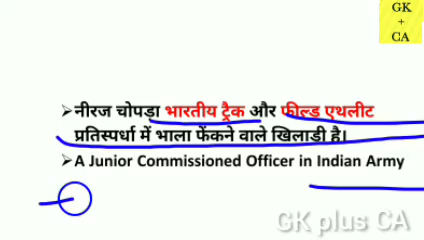 GK
+
CA
➢नीरज चोपड़ा भारतीय ट्रैक और फील्ड एथलीट
प्रतिस्पर्धा में भाला फेंकने वाले खिलाड़ी है।
➢A Junior Commissioned Officer in Indian Army
GK plus CA